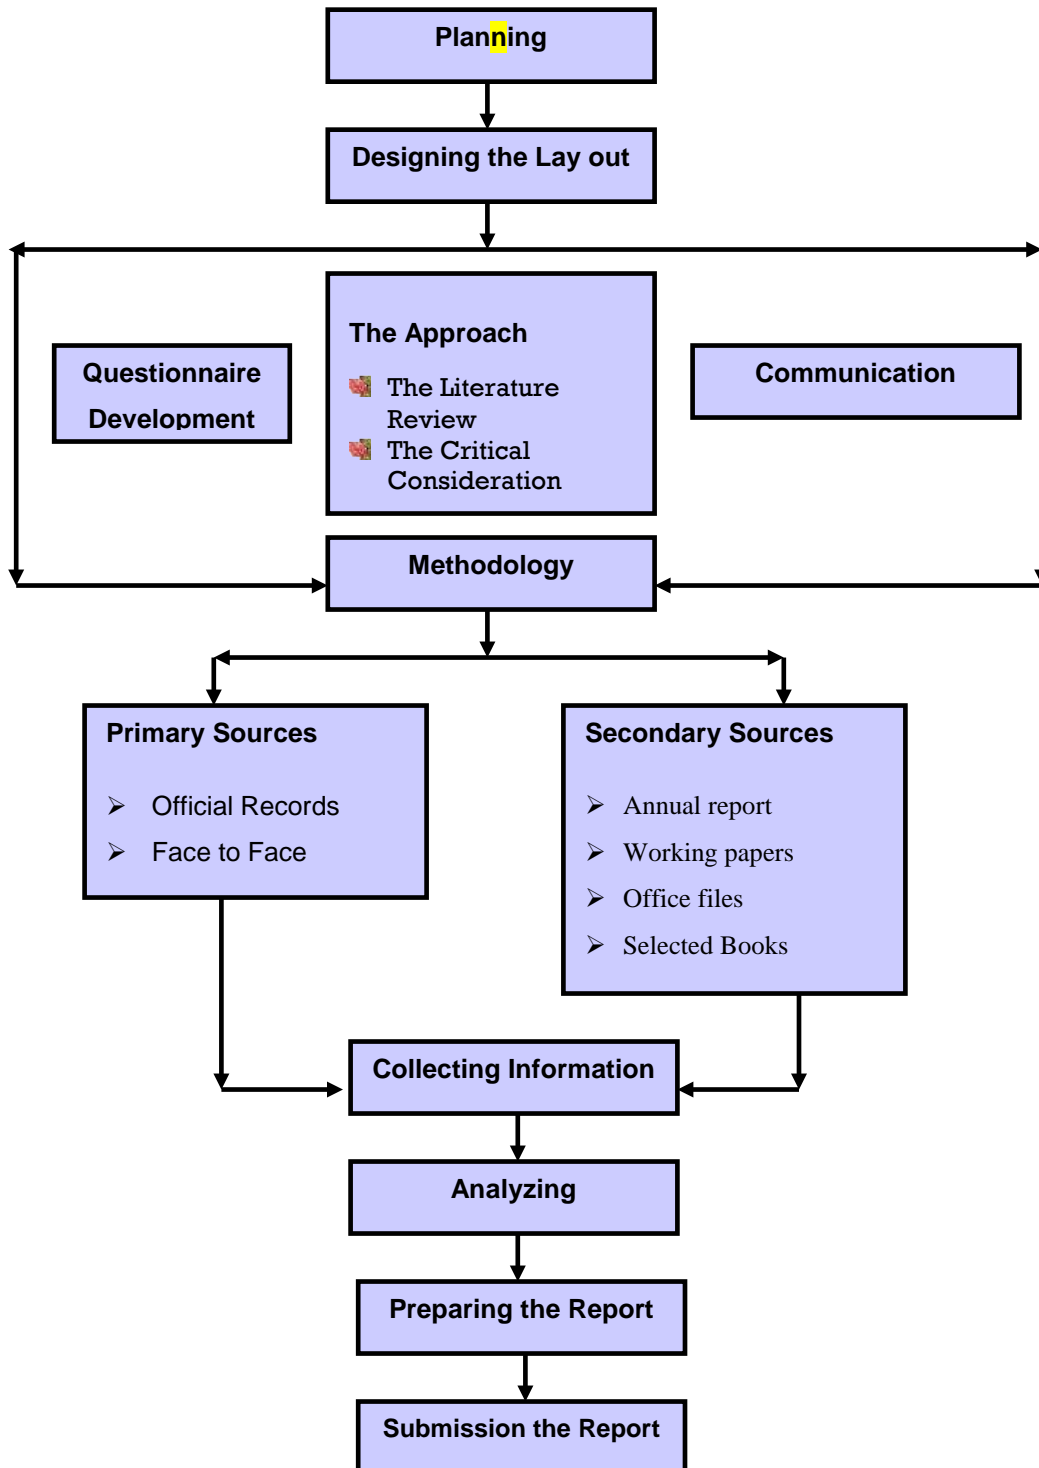 Planning
Designing the Lay out
Questionnaire
Development
The Approach
The Literature
Review
The Critical
Consideration
Communication
Methodology
Primary Sources
Official Records
Face to Face
Secondary Sources
Annual report
Working papers
Office files
Selected Books
Collecting Information
Analyzing
Preparing the Report
Submission the Report